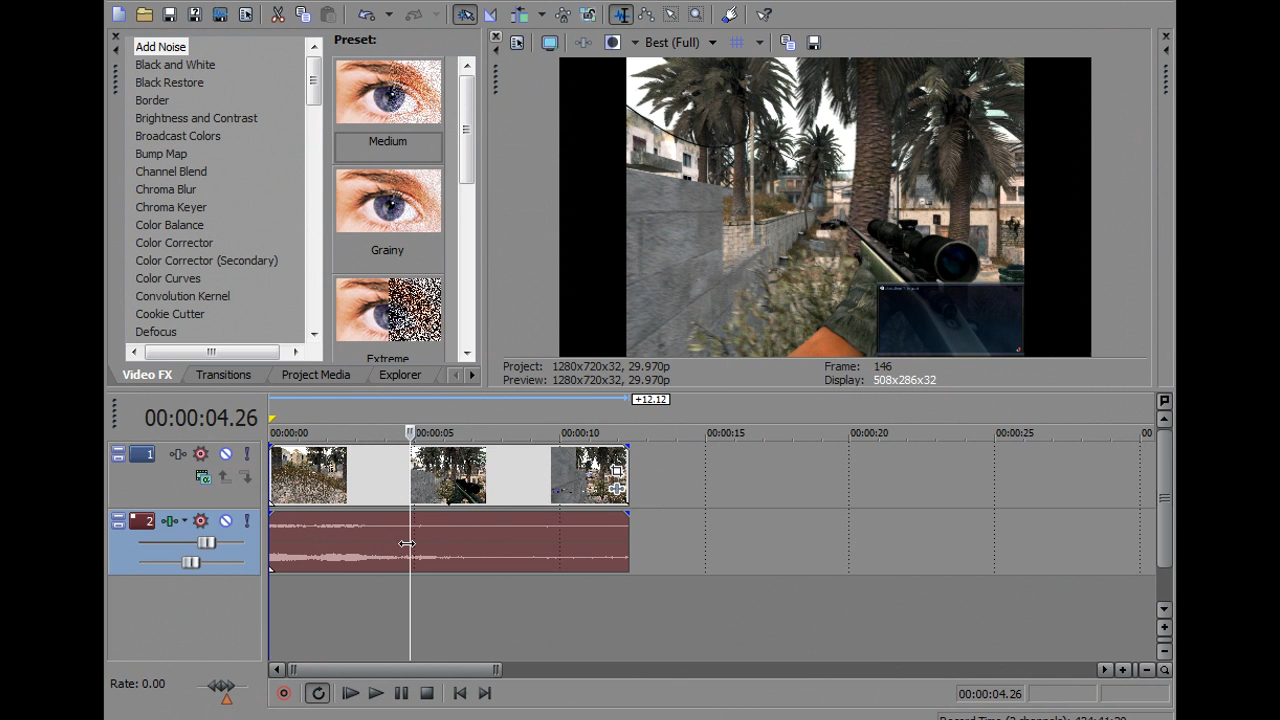 Preset:
Best (Full)
Add Noise
Black and White
Black Restore
Border
Brightness and Contrast
Broadcast Colors
Bump Map
Channel Blend
Chroma Blur
Chroma Keyer
Color Balance
Color Corrector
Color Corrector (Secondary)
Color Curves
Convolution Kernel
Cookie Cutter
Defocus
Medium
Grainy
Extreme
Video FX
Transitions
Project Media
Explorer
Project: 1280x720x32, 29.970p
Frame: 146
Preview: 1280x720x32, 29.970p
Display: 508x286x32
+12.12
00:00:04.26
00:00:00
00:00:05
00:00:10
00:00:15
00:00:20
00:00:25
00
1
2
Rate: 0.00
00:00:04.26